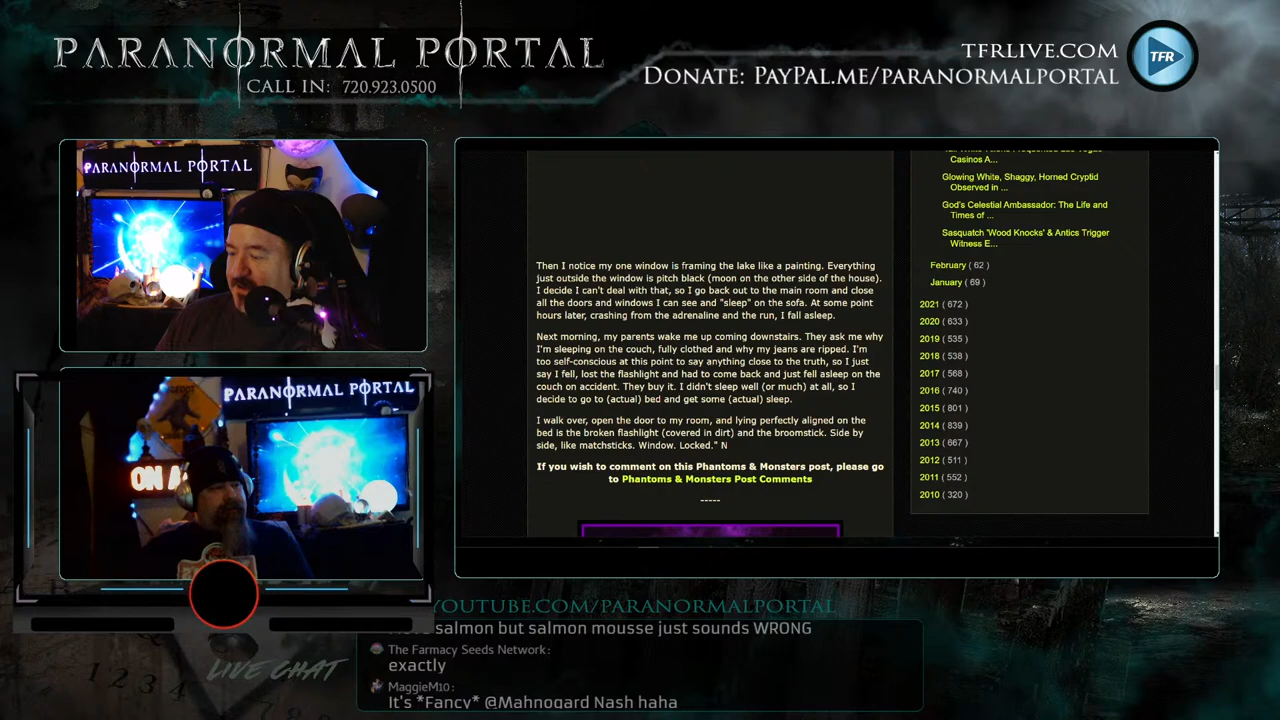 PARANORMAL PORTAL
CALL IN: 720.923.0500
TFRLIVE.COM
DONATE: PAYPAL.ME/PARANORMALPORTAL
TFR
PARANORMAL PORTAL
PARANORMAL PORTAL
ON A
Then I notice my one window is framing the lake like a painting. Everything
just outside the window is pitch black (moon on the other side of the house).
I decide I can't deal with that, so I go back out to the main room and close
all the doors and windows I can see and "sleep" on the sofa. At some point
hours later, crashing from the adrenaline and the run, I fall asleep.
Next morning, my parents wake me up coming downstairs. They ask me why
I'm sleeping on the couch, fully clothed and why my jeans are ripped. I'm
too self-conscious at this point to say anything close to the truth, so I just
say I fell, lost the flashlight and had to come back and just fell asleep on the
couch on accident. They buy it. I didn't sleep well (or much) at all, so I
decide to go to (actual) bed and get some (actual) sleep.
I walk over, open the door to my room, and lying perfectly aligned on the
bed is the broken flashlight (covered in dirt) and the broomstick. Side by
side, like matchsticks. Window. Locked." N
If you wish to comment on this Phantoms & Monsters post, please go
to Phantoms & Monsters Post Comments
-----
Casinos A...
Glowing White, Shaggy, Horned Cryptid
Observed in ...
God's Celestial Ambassador: The Life and
Times of ...
Sasquatch 'Wood Knocks' & Antics Trigger
Witness E...
February ( 62 )
January ( 69 )
2021 ( 672 )
2020 ( 633 )
2019 ( 535 )
2018 ( 538 )
2017 ( 568 )
2016 ( 740 )
2015 ( 801 )
2014 ( 839 )
2013 ( 667 )
2012 ( 511 )
2011 ( 552 )
2010 ( 320 )
YOUTUBE.COM/PARANORMALPORTAL
salmon but salmon mousse just sounds WRONG
The Farmacy Seeds Network:
exactly
MaggieM10:
It's *Fancy* @Mahnogard Nash haha
LIVE CHAT
1 2 3 4